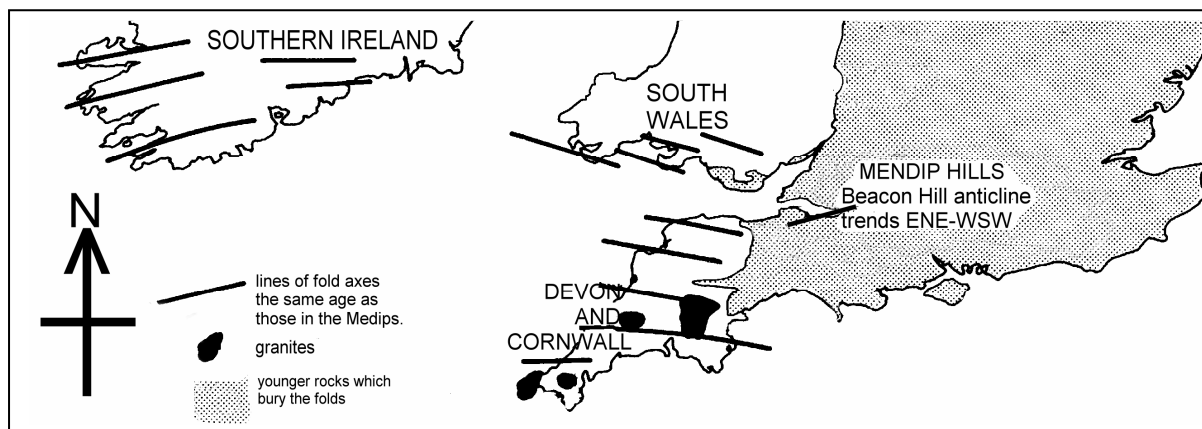 SOUTHERN IRELAND
SOUTH
WALES
MENDIP HILLS
Beacon Hill anticline
trends ENE-WSW
N
lines of fold axes
the same age as
those in the Medips.
granites
younger rocks which
bury the folds
DEVON
AND
CORNWALL